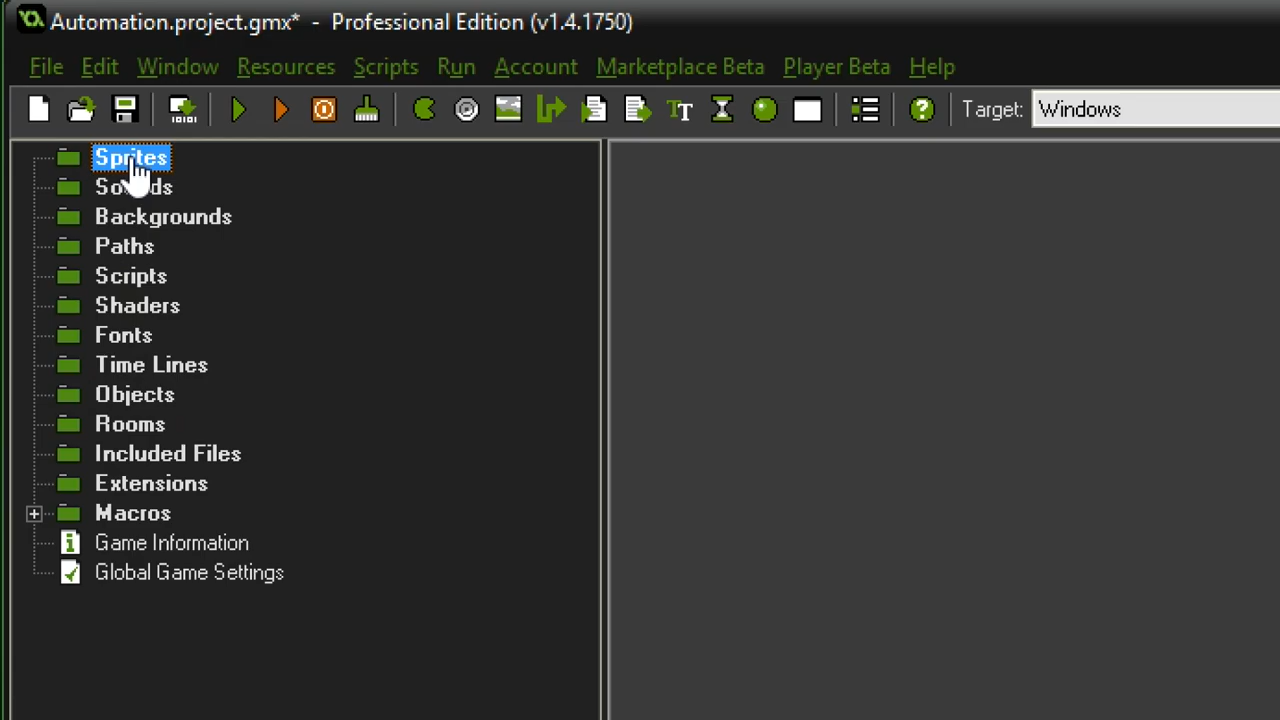 Automation.project.gmx* - Professional Edition (v1.4.1750)
File Edit Window Resources Scripts Run Account Marketplace Beta Player Beta Help
Target: Windows
Sprites
Sounds
Backgrounds
Paths
Scripts
Shaders
Fonts
Time Lines
Objects
Rooms
Included Files
Extensions
Macros
Game Information
Global Game Settings